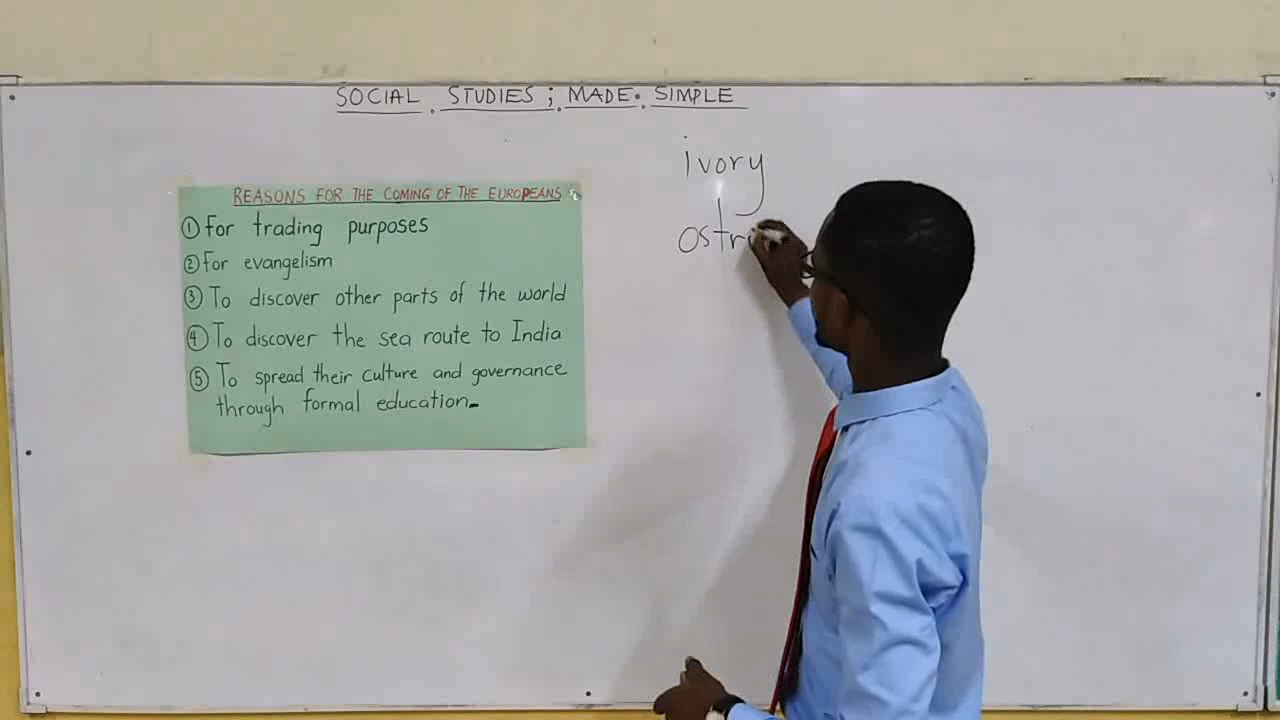 SOCIAL STUDIES; MADE SIMPLE
REASONS FOR THE COMING OF THE EUROPEANS
① For trading purposes
② For evangelism
③ To discover other parts of the world
④ To discover the sea route to India
⑤ To spread their culture and governance
through formal education
ivory
ostr